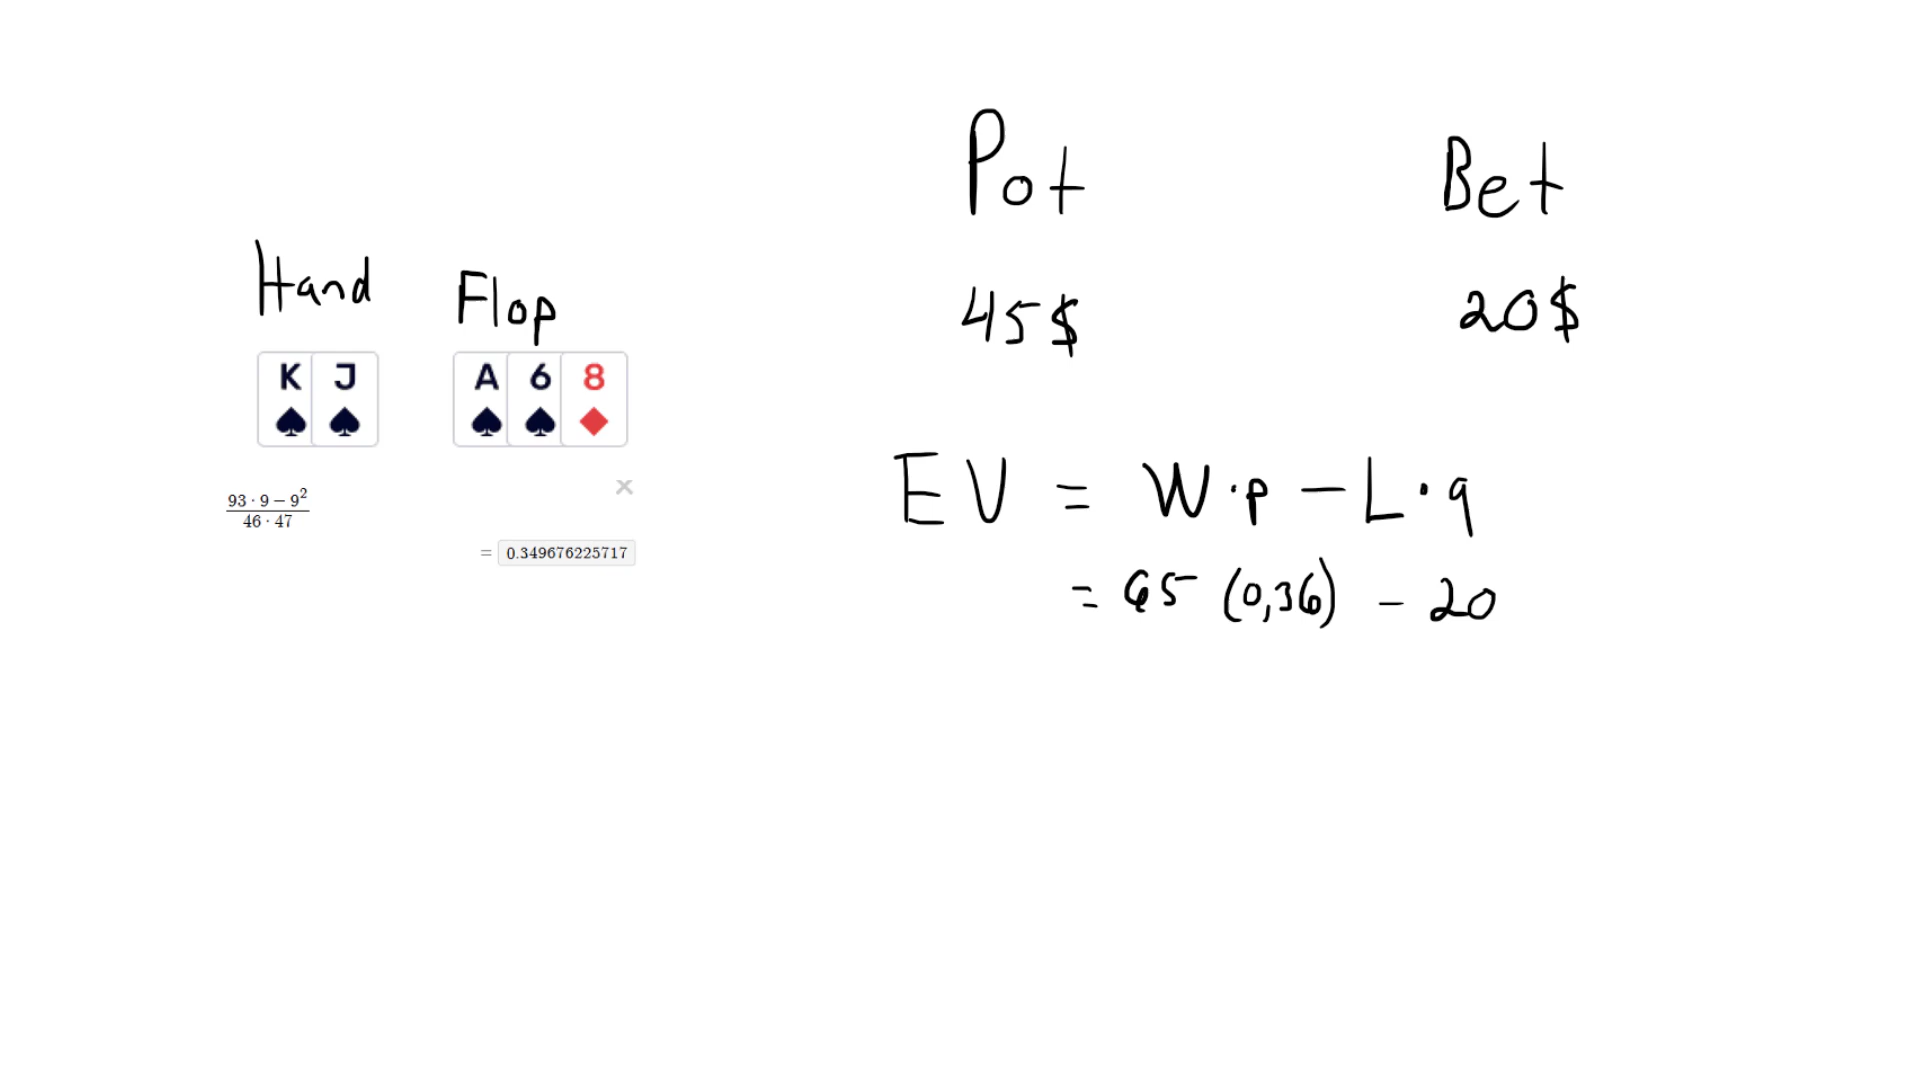 Pot
Bet
45$
20$
Hand
Flop
K♠ J♠
A♠ 6♠ 8♦
(93 · 9 − 9²)/(46 · 47)
×
= 0.349676225717
EV = W·p − L·q
= 65 (0,36) − 20